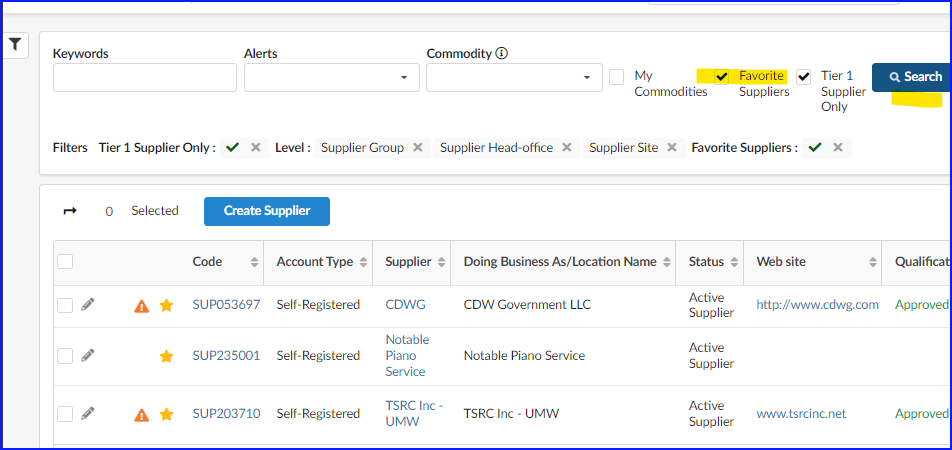 Keywords
Alerts
Commodity
My
Commodities
Favorite
Suppliers
Tier 1
Supplier
Only
Search
Filters Tier 1 Supplier Only : Level : Supplier Group Supplier Head-office Supplier Site Favorite Suppliers :
0 Selected Create Supplier
Code Account Type Supplier Doing Business As/Location Name Status Web site Qualificat
SUP053697 Self-Registered CDWG CDW Government LLC
Active
Supplier
http://www.cdwg.com Approved
SUP235001 Self-Registered
Notable
Piano
Service
Notable Piano Service
Active
Supplier
SUP203710 Self-Registered
TSRC Inc -
UMW
TSRC Inc - UMW
Active
Supplier
www.tsrcinc.net Approved